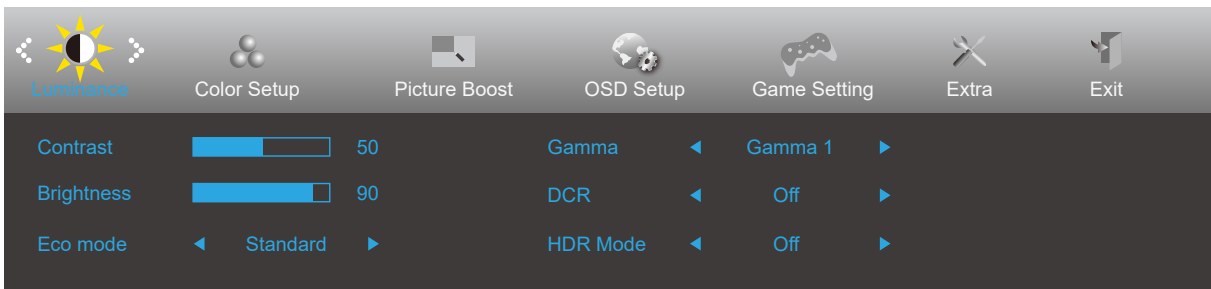 Luminance Color Setup Picture Boost OSD Setup Game Setting Extra Exit
Contrast 50 Gamma Gamma 1
Brightness 90 DCR Off
Eco mode Standard HDR Mode Off